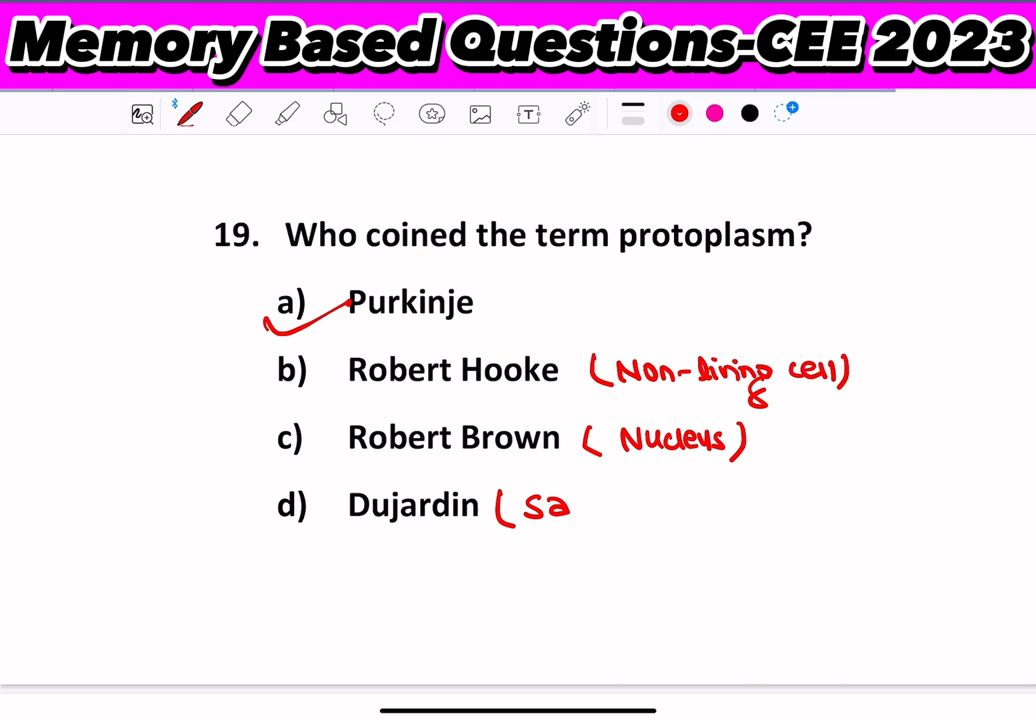 Memory Based Questions-CEE 2023
T
19. Who coined the term protoplasm?
a) Purkinje
b) Robert Hooke (Non-living cell)
c) Robert Brown (Nucleus)
d) Dujardin (Sa